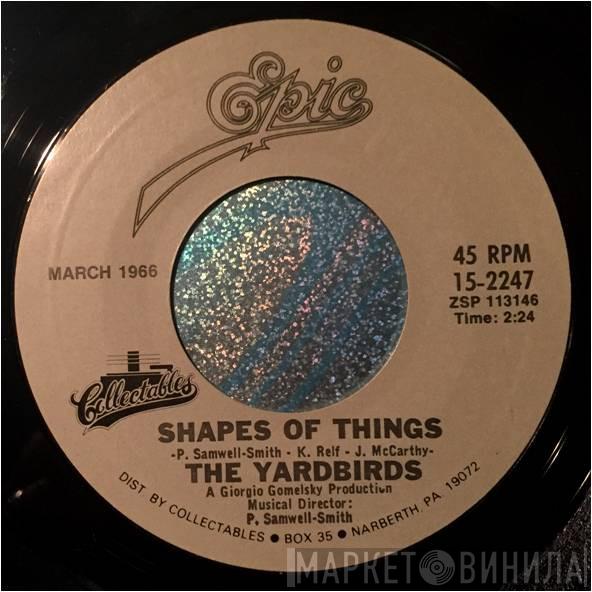 Epic
MARCH 1966
45 RPM
15-2247
ZSP 113146
Time: 2:24
Collectables
SHAPES OF THINGS
-P. Samwell-Smith - K. Relf - J. McCarthy-
THE YARDBIRDS
A Giorgio Gomelsky Production
Musical Director:
P. Samwell-Smith
DIST BY COLLECTABLES ● BOX 35 ● NARBERTH, PA. 19072
МАРКЕТ ВИНИЛА